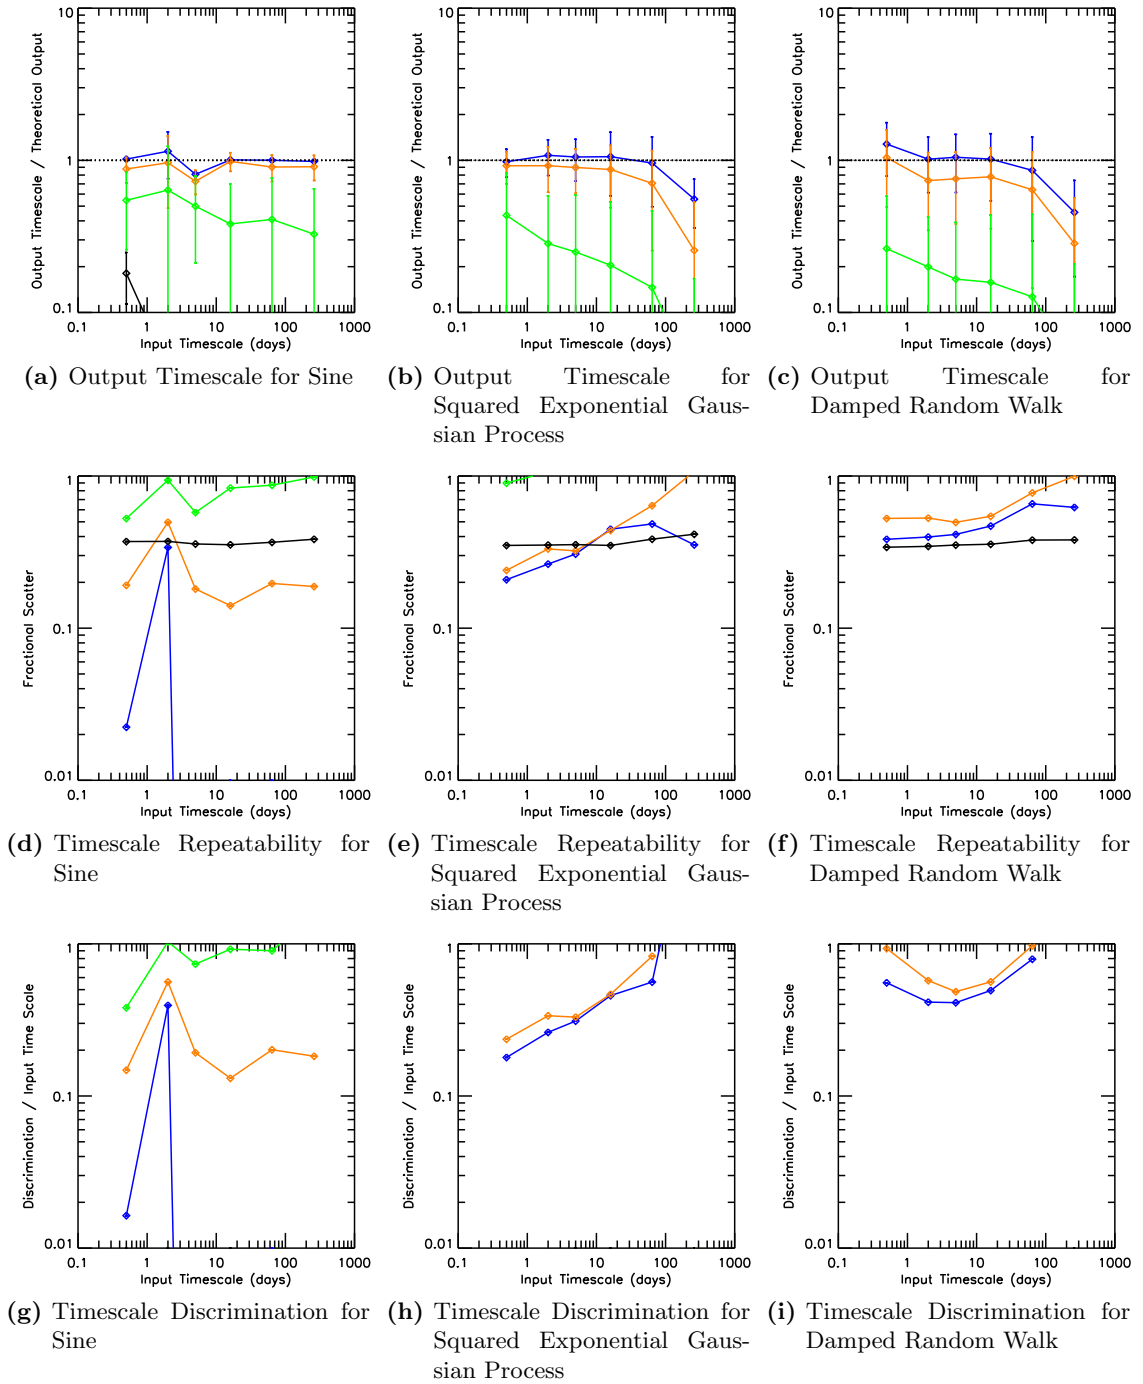 10
1
0.1
Output Timescale / Theoretical Output
0.1 1 10 100 1000
Input Timescale (days)
10
1
0.1
Output Timescale / Theoretical Output
0.1 1 10 100 1000
Input Timescale (days)
10
1
0.1
Output Timescale / Theoretical Output
0.1 1 10 100 1000
Input Timescale (days)
(a) Output Timescale for Sine
(b) Output Timescale for
Squared Exponential Gaus-
sian Process
(c) Output Timescale for
Damped Random Walk
1
0.1
0.01
Fractional Scatter
0.1 1 10 100 1000
Input Timescale (days)
1
0.1
0.01
Fractional Scatter
0.1 1 10 100 1000
Input Timescale (days)
1
0.1
0.01
Fractional Scatter
0.1 1 10 100 1000
Input Timescale (days)
(d) Timescale Repeatability for
Sine
(e) Timescale Repeatability for
Squared Exponential Gaus-
sian Process
(f) Timescale Repeatability for
Damped Random Walk
1
0.1
0.01
Discrimination / Input Time Scale
0.1 1 10 100 1000
Input Timescale (days)
1
0.1
0.01
Discrimination / Input Time Scale
0.1 1 10 100 1000
Input Timescale (days)
1
0.1
0.01
Discrimination / Input Time Scale
0.1 1 10 100 1000
Input Timescale (days)
(g) Timescale Discrimination for
Sine
(h) Timescale Discrimination for
Squared Exponential Gaus-
sian Process
(i) Timescale Discrimination for
Damped Random Walk